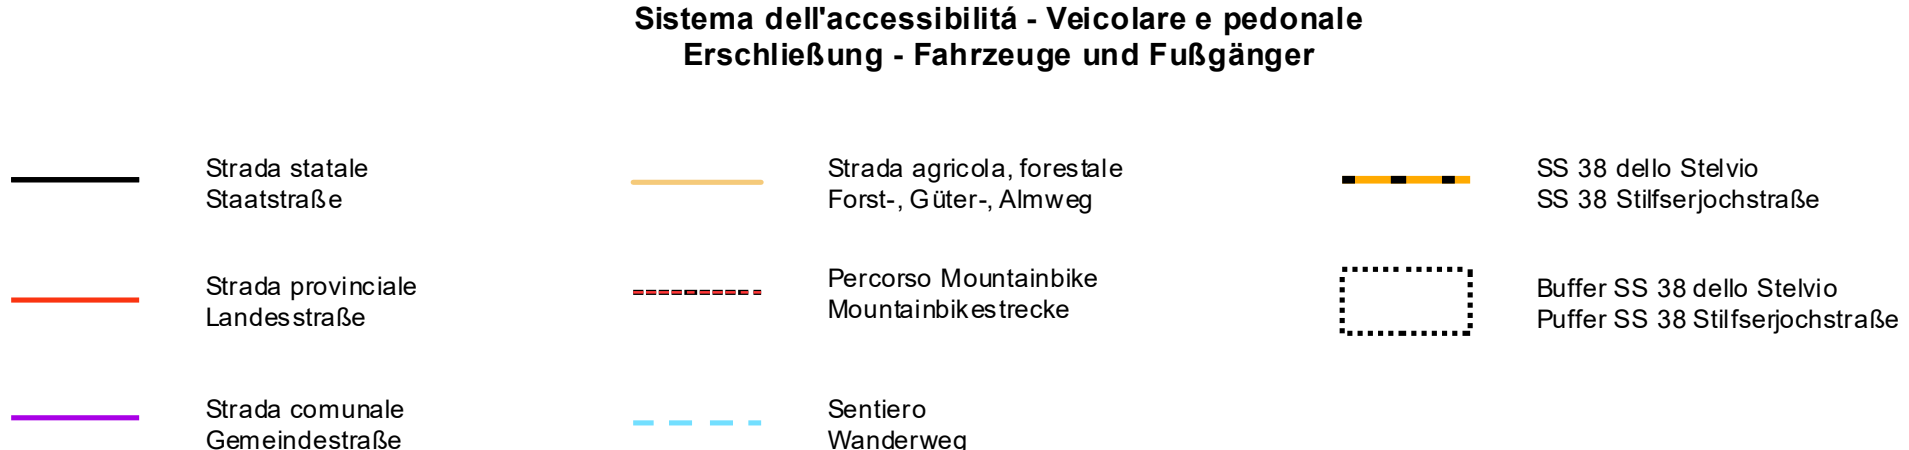 Sistema dell'accessibilitá - Veicolare e pedonale
Erschließung - Fahrzeuge und Fußgänger
Strada statale
Staatstraße
Strada provinciale
Landesstraße
Strada comunale
Gemeindestraße
Strada agricola, forestale
Forst-, Güter-, Almweg
Percorso Mountainbike
Mountainbikestrecke
Sentiero
Wanderweg
SS 38 dello Stelvio
SS 38 Stilfserjochstraße
Buffer SS 38 dello Stelvio
Puffer SS 38 Stilfserjochstraße